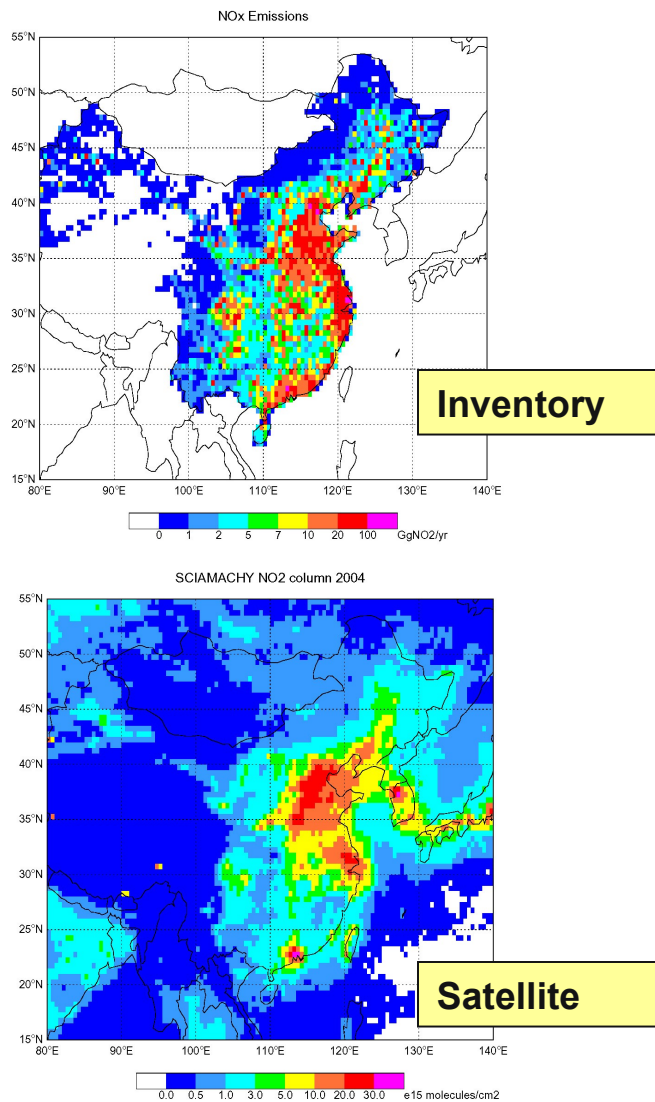 NOx Emissions
55°N
50°N
45°N
40°N
35°N
30°N
25°N
20°N
15°N
80°E 90°E 100°E 110°E 120°E 130°E 140°E
Inventory
0 1 2 5 7 10 20 100 GgNO2/yr
SCIAMACHY NO2 column 2004
55°N
50°N
45°N
40°N
35°N
30°N
25°N
20°N
15°N
80°E 90°E 100°E 110°E 120°E 130°E 140°E
Satellite
0.0 0.5 1.0 3.0 5.0 10.0 20.0 30.0 e15 molecules/cm2